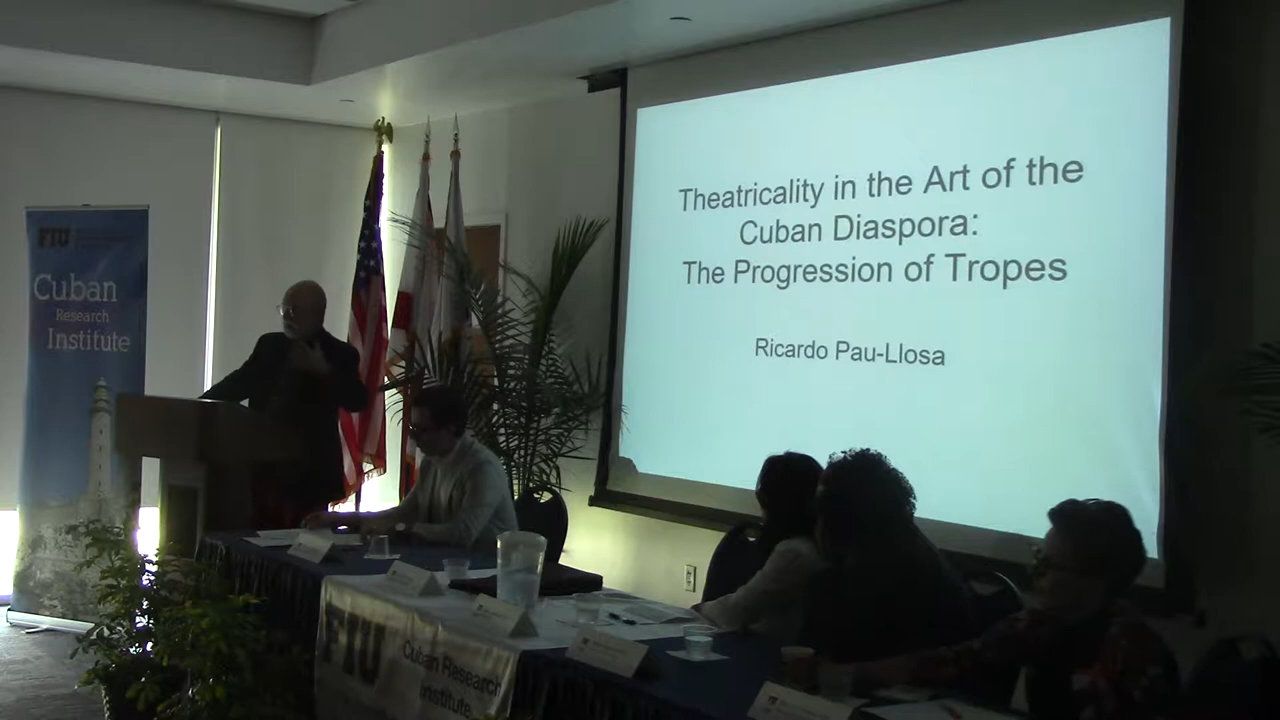 FIU
Cuban
Research
Institute
Theatricality in the Art of the
Cuban Diaspora:
The Progression of Tropes
Ricardo Pau-Llosa
FIU
Cuban Research
Institute